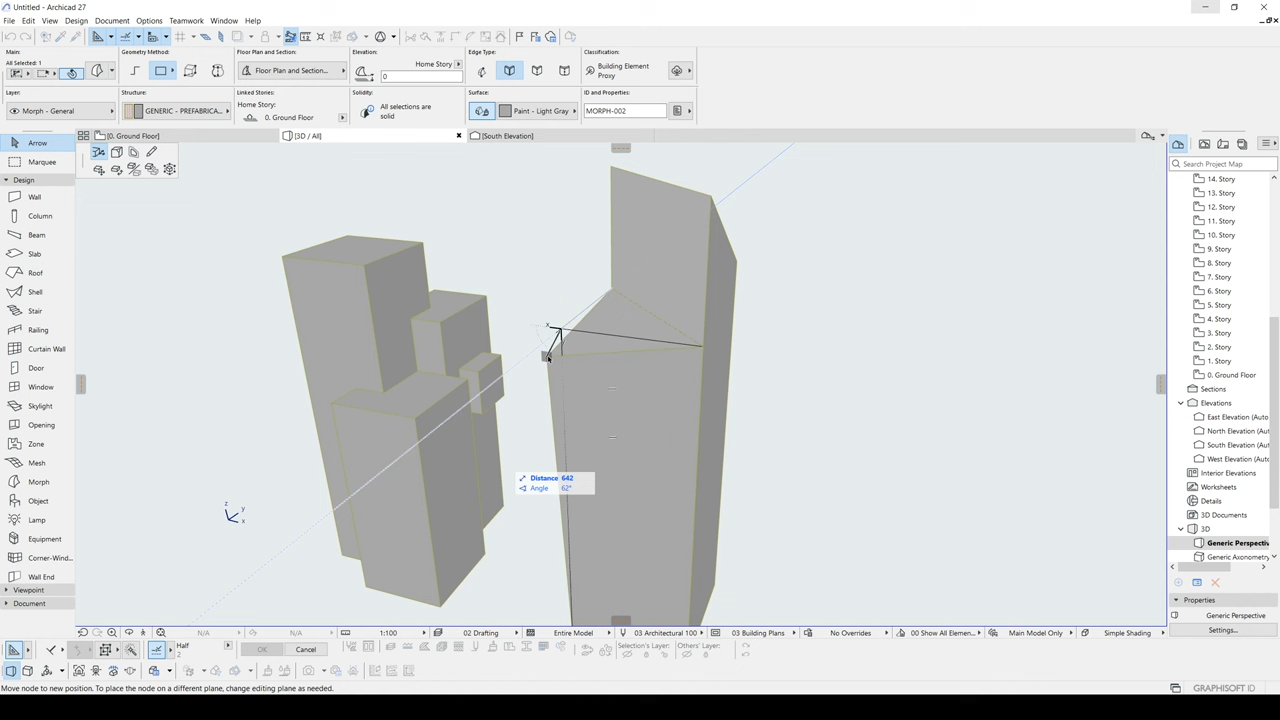 Untitled - Archicad 27
File Edit View Design Document Options Teamwork Window Help
Main: Geometry Method: Floor Plan and Section: Elevation: Edge Type: Classification:
All Selected: 1
Home Story
Floor Plan and Section...
0
Building Element
Proxy
Layer: Structure: Linked Stories: Solidity: Surface: ID and Properties:
Morph - General
GENERIC - PREFABRICA...
Home Story:
0. Ground Floor
All selections are
solid
Paint - Light Gray
MORPH-002
[0. Ground Floor] [3D / All] [South Elevation]
Arrow
Marquee
Design
Wall
Column
Beam
Slab
Roof
Shell
Stair
Railing
Curtain Wall
Door
Window
Skylight
Opening
Zone
Mesh
Morph
Object
Lamp
Equipment
Corner-Wind...
Wall End
Viewpoint
Document
x
Distance 642
Angle 62°
z
y
x
Search Project Map
14. Story
13. Story
12. Story
11. Story
10. Story
9. Story
8. Story
7. Story
6. Story
5. Story
4. Story
3. Story
2. Story
1. Story
0. Ground Floor
Sections
Elevations
East Elevation (Auto
North Elevation (Aut
South Elevation (Aut
West Elevation (Aut
Interior Elevations
Worksheets
Details
3D Documents
3D
Generic Perspectiv
Generic Axonometry
Properties
Generic Perspective
Settings...
N/A N/A 1:100 02 Drafting Entire Model 03 Architectural 100 03 Building Plans No Overrides 00 Show All Elemen... Main Model Only Simple Shading
Half
2
OK Cancel
Selection's Layer: Others' Layer:
Move node to new position. To place the node on a different plane, change editing plane as needed.
GRAPHISOFT ID